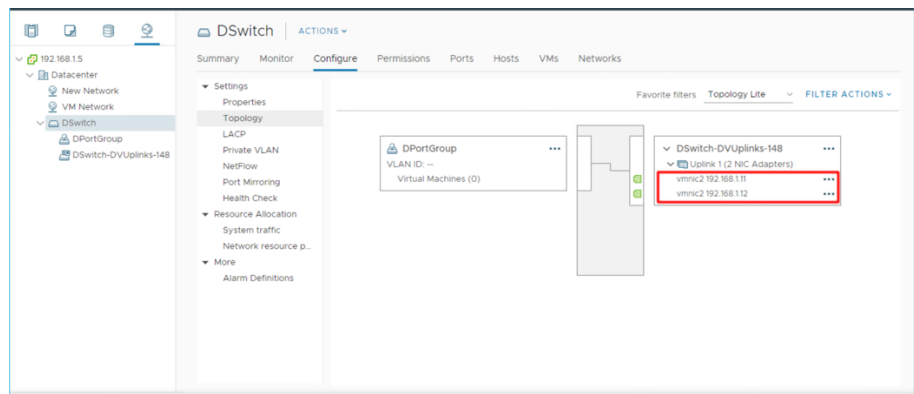 DSwitch ACTIONS
192.168.1.5
Datacenter
New Network
VM Network
DSwitch
DPortGroup
DSwitch-DVUplinks-148
Summary Monitor Configure Permissions Ports Hosts VMs Networks
Settings
Properties
Topology
LACP
Private VLAN
NetFlow
Port Mirroring
Health Check
Resource Allocation
System traffic
Network resource p...
More
Alarm Definitions
Favorite filters Topology Lite FILTER ACTIONS
DPortGroup ...
VLAN ID: --
Virtual Machines (0)
DSwitch-DVUplinks-148 ...
Uplink 1 (2 NIC Adapters)
vmnic2 192.168.1.11 ...
vmnic2 192.168.1.12 ...